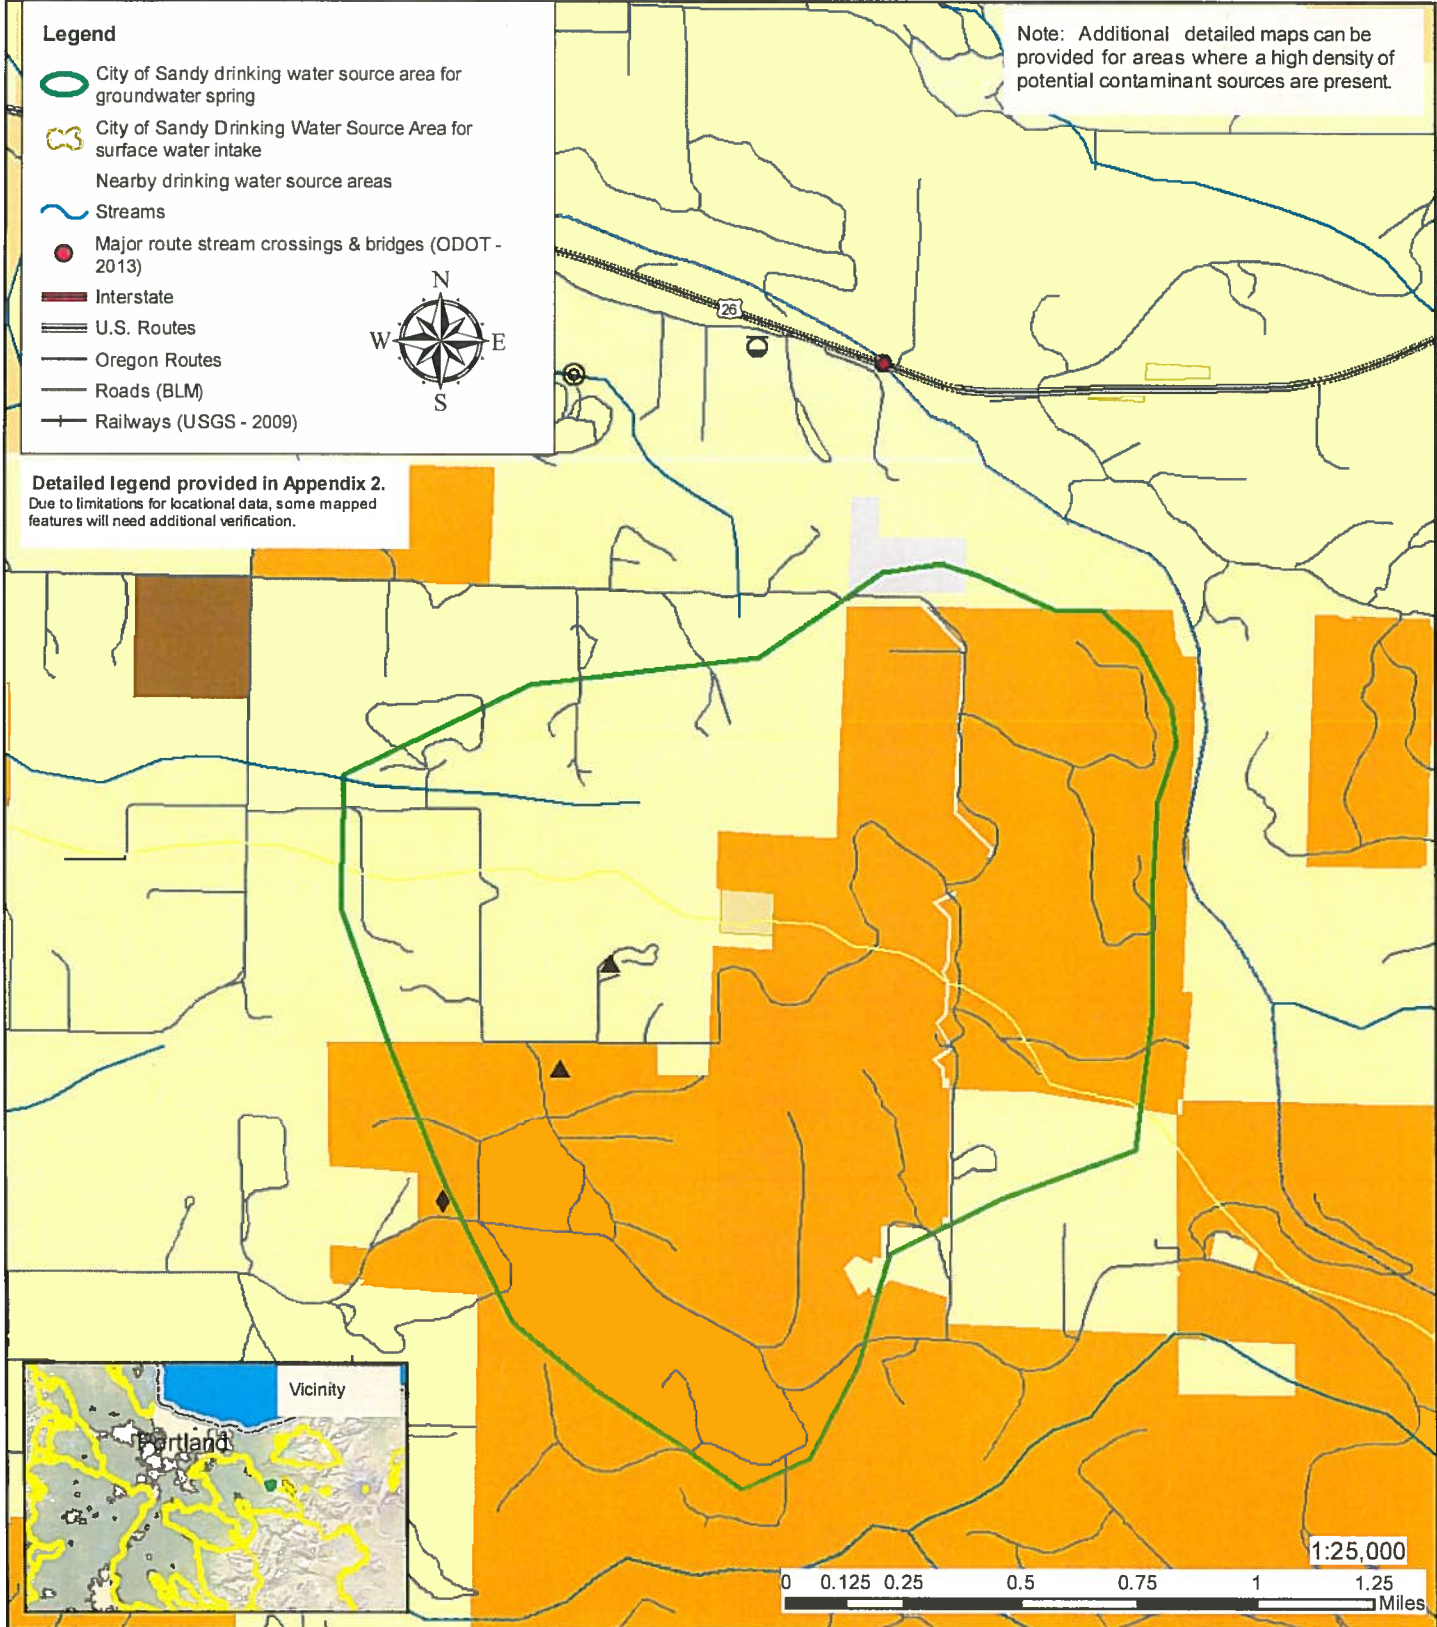 Legend
City of Sandy drinking water source area for
groundwater spring
City of Sandy Drinking Water Source Area for
surface water intake
Nearby drinking water source areas
Streams
Major route stream crossings & bridges (ODOT -
2013)
Interstate
U.S. Routes
Oregon Routes
Roads (BLM)
Railways (USGS - 2009)
N
W E
S
Note: Additional detailed maps can be
provided for areas where a high density of
potential contaminant sources are present.
26
Detailed legend provided in Appendix 2.
Due to limitations for locational data, some mapped
features will need additional verification.
Vicinity
Portland
1:25,000
0 0.125 0.25 0.5 0.75 1 1.25
Miles